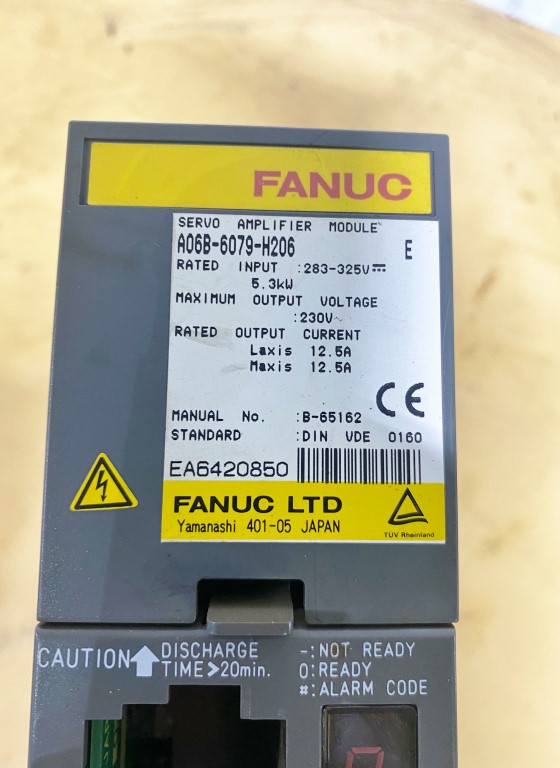 FANUC
SERVO AMPLIFIER MODULE
A06B-6079-H206 E
RATED INPUT :283-325V⎓
5.3kW
MAXIMUM OUTPUT VOLTAGE
:230V~
RATED OUTPUT CURRENT
Laxis 12.5A
Maxis 12.5A
CE
MANUAL No. :B-65162
STANDARD :DIN VDE 0160
EA6420850
FANUC LTD
Yamanashi 401-05 JAPAN
TUV Rheinland
CAUTION DISCHARGE
TIME>20min.
-:NOT READY
0:READY
#:ALARM CODE